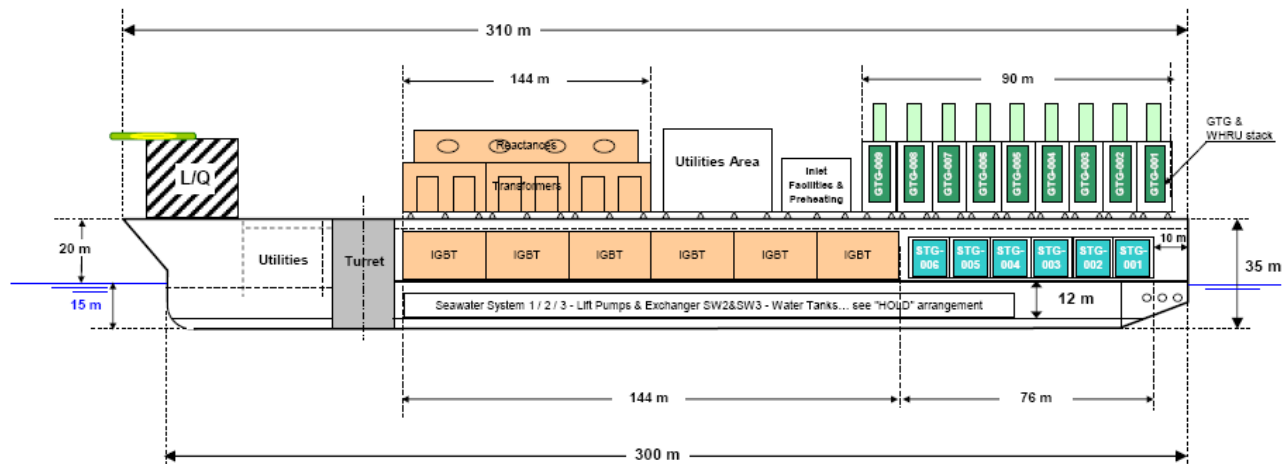 310 m
144 m
90 m
GTG &
WHRU stack
Reactances
Transformers
Utilities Area
Inlet
Facilities &
Preheating
GTG-009
GTG-008
GTG-007
GTG-006
GTG-005
GTG-004
GTG-003
GTG-002
GTG-001
L/Q
20 m
15 m
Utilities
Turret
IGBT
IGBT
IGBT
IGBT
IGBT
IGBT
STG-
006
STG-
005
STG-
004
STG-
003
STG-
002
STG-
001
10 m
35 m
12 m
Seawater System 1 / 2 / 3 - Lift Pumps & Exchanger SW2&SW3 - Water Tanks... see "HOLD" arrangement
144 m
76 m
300 m